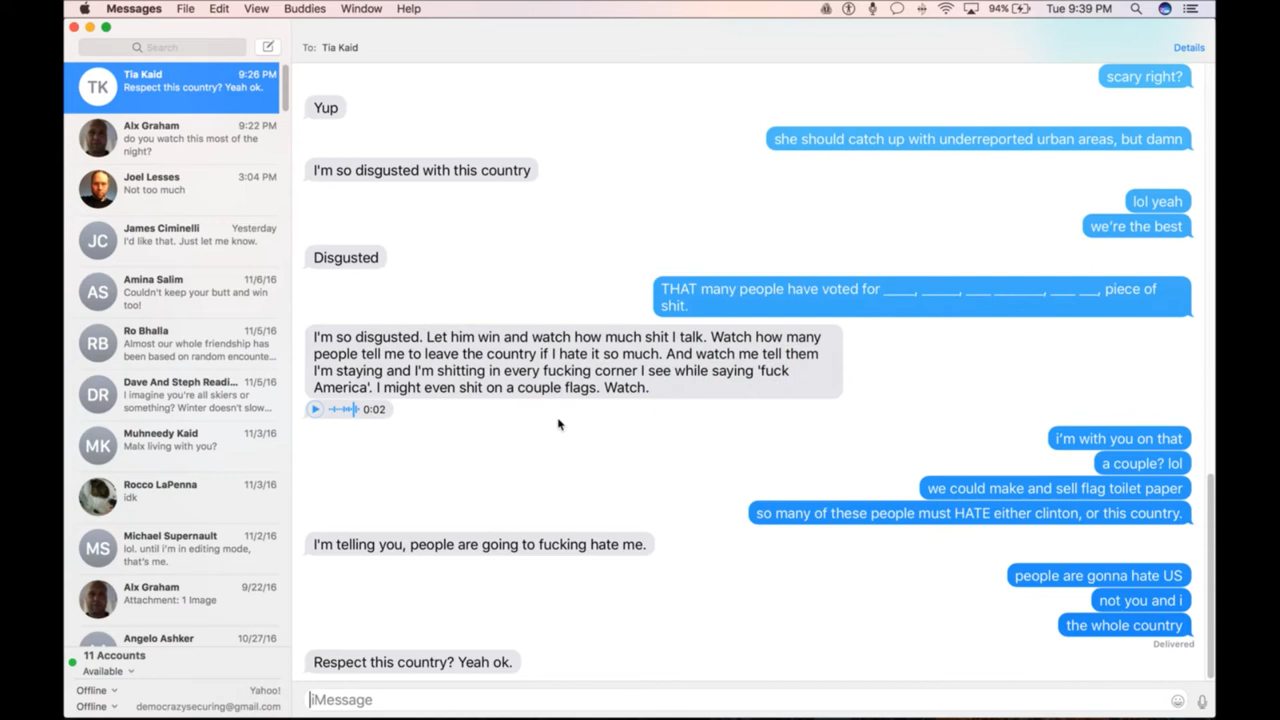 Messages File Edit View Buddies Window Help 94% Tue 9:39 PM
Search
To: Tia Kaid Details
TK
Tia Kaid 9:26 PM
Respect this country? Yeah ok.
Alx Graham 9:22 PM
do you watch this most of the
night?
Joel Lesses 3:04 PM
Not too much
JC
James Ciminelli Yesterday
I'd like that. Just let me know.
AS
Amina Salim 11/6/16
Couldn't keep your butt and win
too!
RB
Ro Bhalla 11/5/16
Almost our whole friendship has
been based on random encounte...
DR
Dave And Steph Readi... 11/5/16
I imagine you're all skiers or
something? Winter doesn't slow...
MK
Muhneedy Kaid 11/3/16
Malx living with you?
Rocco LaPenna 11/3/16
idk
MS
Michael Supernault 11/2/16
lol. until i'm in editing mode,
that's me.
Alx Graham 9/22/16
Attachment: 1 Image
Angelo Ashker 10/27/16
11 Accounts
Available
Offline Yahoo!
Offline democrazysecuring@gmail.com
scary right?
Yup
she should catch up with underreported urban areas, but damn
I'm so disgusted with this country
lol yeah
we're the best
Disgusted
THAT many people have voted for ____, _____, ___ ______, ___ __, piece of
shit.
I'm so disgusted. Let him win and watch how much shit I talk. Watch how many
people tell me to leave the country if I hate it so much. And watch me tell them
I'm staying and I'm shitting in every fucking corner I see while saying 'fuck
America'. I might even shit on a couple flags. Watch.
0:02
i'm with you on that
a couple? lol
we could make and sell flag toilet paper
so many of these people must HATE either clinton, or this country.
I'm telling you, people are going to fucking hate me.
people are gonna hate US
not you and i
the whole country
Delivered
Respect this country? Yeah ok.
iMessage